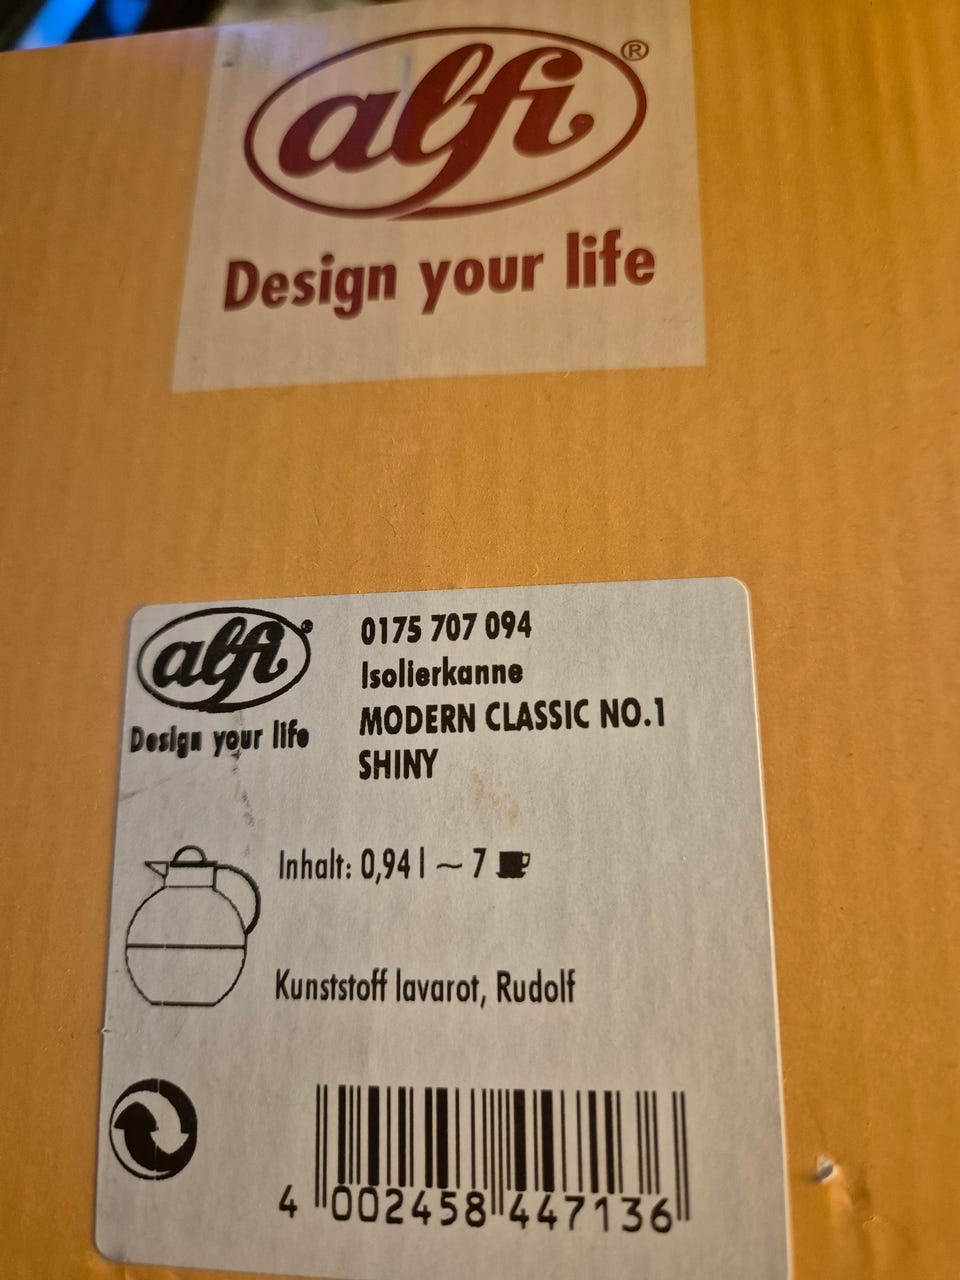 alfi®
Design your life
alfi®
Design your life
0175 707 094
Isolierkanne
MODERN CLASSIC NO.1
SHINY
Inhalt: 0,94 l ~ 7
Kunststoff lavarot, Rudolf
4 002458 447136